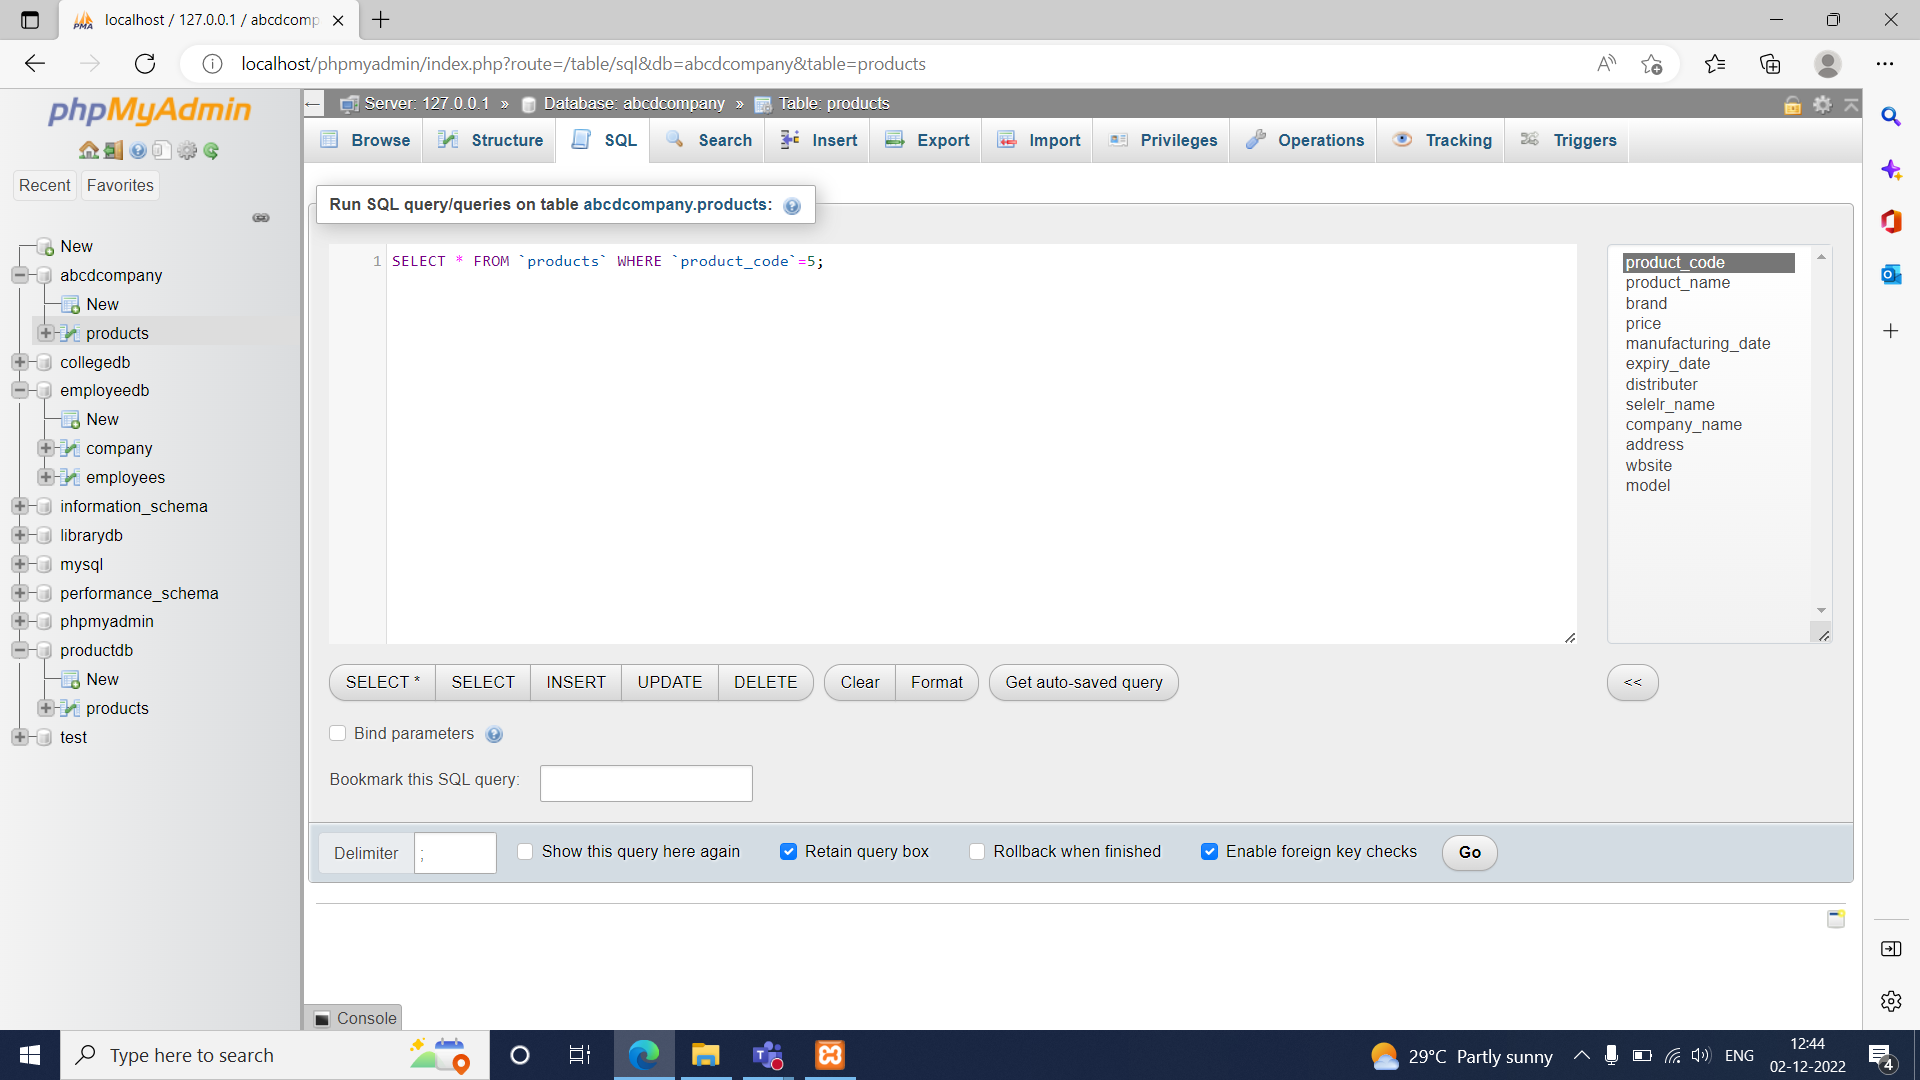 localhost / 127.0.0.1 / abcdcomp
localhost/phpmyadmin/index.php?route=/table/sql&db=abcdcompany&table=products
phpMyAdmin
Recent
Favorites
New
abcdcompany
New
products
collegedb
employeedb
New
company
employees
information_schema
librarydb
mysql
performance_schema
phpmyadmin
productdb
New
products
test
Server: 127.0.0.1 » Database: abcdcompany » Table: products
Browse Structure SQL Search Insert Export Import Privileges Operations Tracking Triggers
Run SQL query/queries on table abcdcompany.products:
1 SELECT * FROM `products` WHERE `product_code`=5;
product_code
product_name
brand
price
manufacturing_date
expiry_date
distributer
selelr_name
company_name
address
wbsite
model
SELECT * SELECT INSERT UPDATE DELETE Clear Format Get auto-saved query <<
Bind parameters
Bookmark this SQL query:
Delimiter ; Show this query here again Retain query box Rollback when finished Enable foreign key checks Go
Console
Type here to search
29°C Partly sunny
ENG
12:44
02-12-2022
4